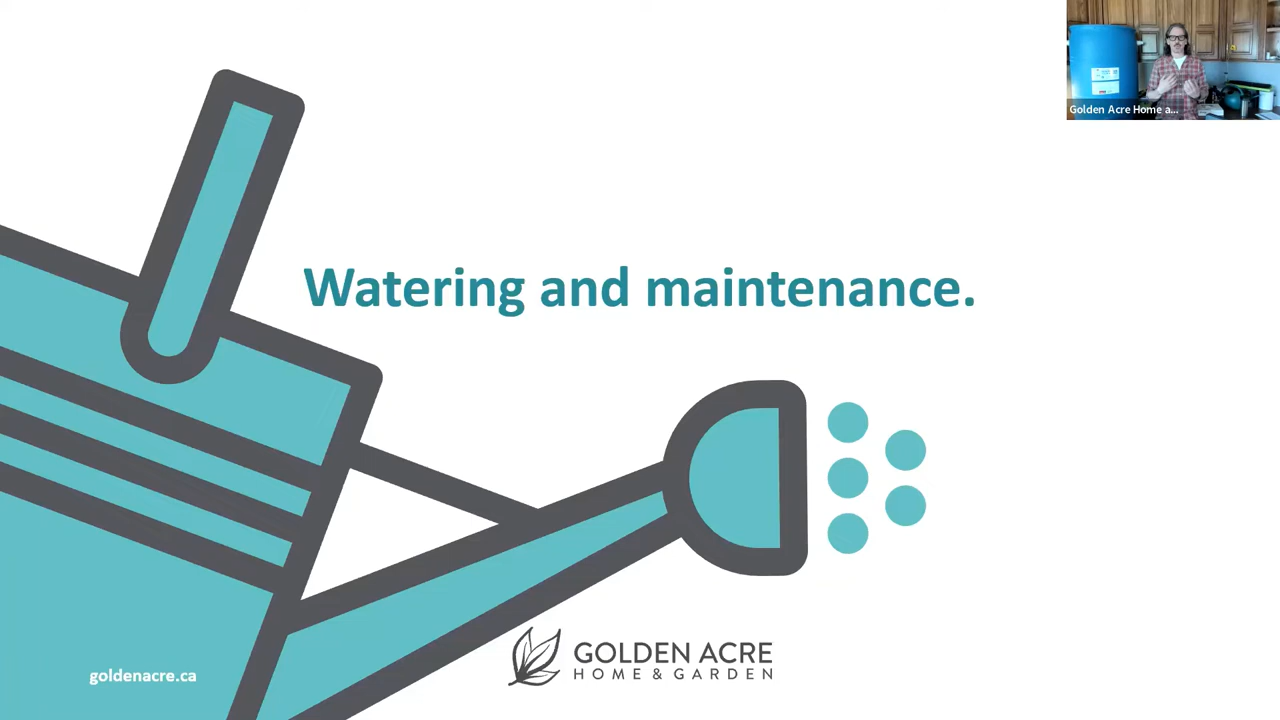 Golden Acre Home a...
Watering and maintenance.
GOLDEN ACRE
HOME & GARDEN
goldenacre.ca